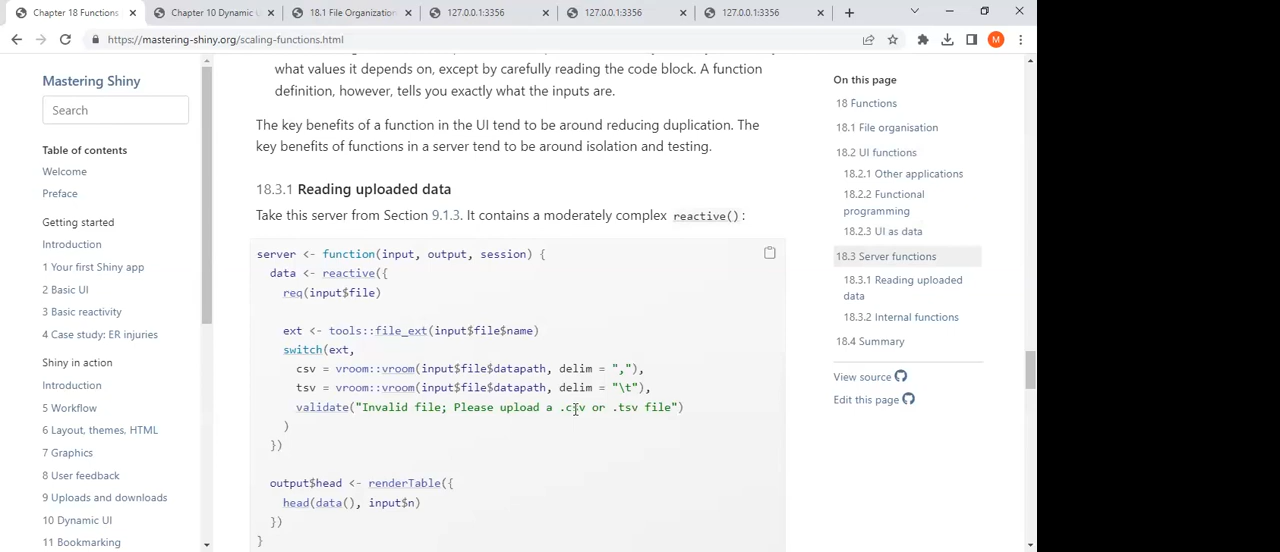 Chapter 18 Functions
Chapter 10 Dynamic U
18.1 File Organization
127.0.0.1:3356
127.0.0.1:3356
127.0.0.1:3356
https://mastering-shiny.org/scaling-functions.html
M
Mastering Shiny
Search
Table of contents
Welcome
Preface
Getting started
Introduction
1 Your first Shiny app
2 Basic UI
3 Basic reactivity
4 Case study: ER injuries
Shiny in action
Introduction
5 Workflow
6 Layout, themes, HTML
7 Graphics
8 User feedback
9 Uploads and downloads
10 Dynamic UI
11 Bookmarking
what values it depends on, except by carefully reading the code block. A function
definition, however, tells you exactly what the inputs are.
The key benefits of a function in the UI tend to be around reducing duplication. The
key benefits of functions in a server tend to be around isolation and testing.
18.3.1 Reading uploaded data
Take this server from Section 9.1.3. It contains a moderately complex reactive():
server <- function(input, output, session) {
  data <- reactive({
    req(input$file)
    ext <- tools::file_ext(input$file$name)
    switch(ext,
      csv = vroom::vroom(input$file$datapath, delim = ","),
      tsv = vroom::vroom(input$file$datapath, delim = "\t"),
      validate("Invalid file; Please upload a .csv or .tsv file")
    )
  })
  output$head <- renderTable({
    head(data(), input$n)
  })
}
On this page
18 Functions
18.1 File organisation
18.2 UI functions
18.2.1 Other applications
18.2.2 Functional
programming
18.2.3 UI as data
18.3 Server functions
18.3.1 Reading uploaded
data
18.3.2 Internal functions
18.4 Summary
View source
Edit this page